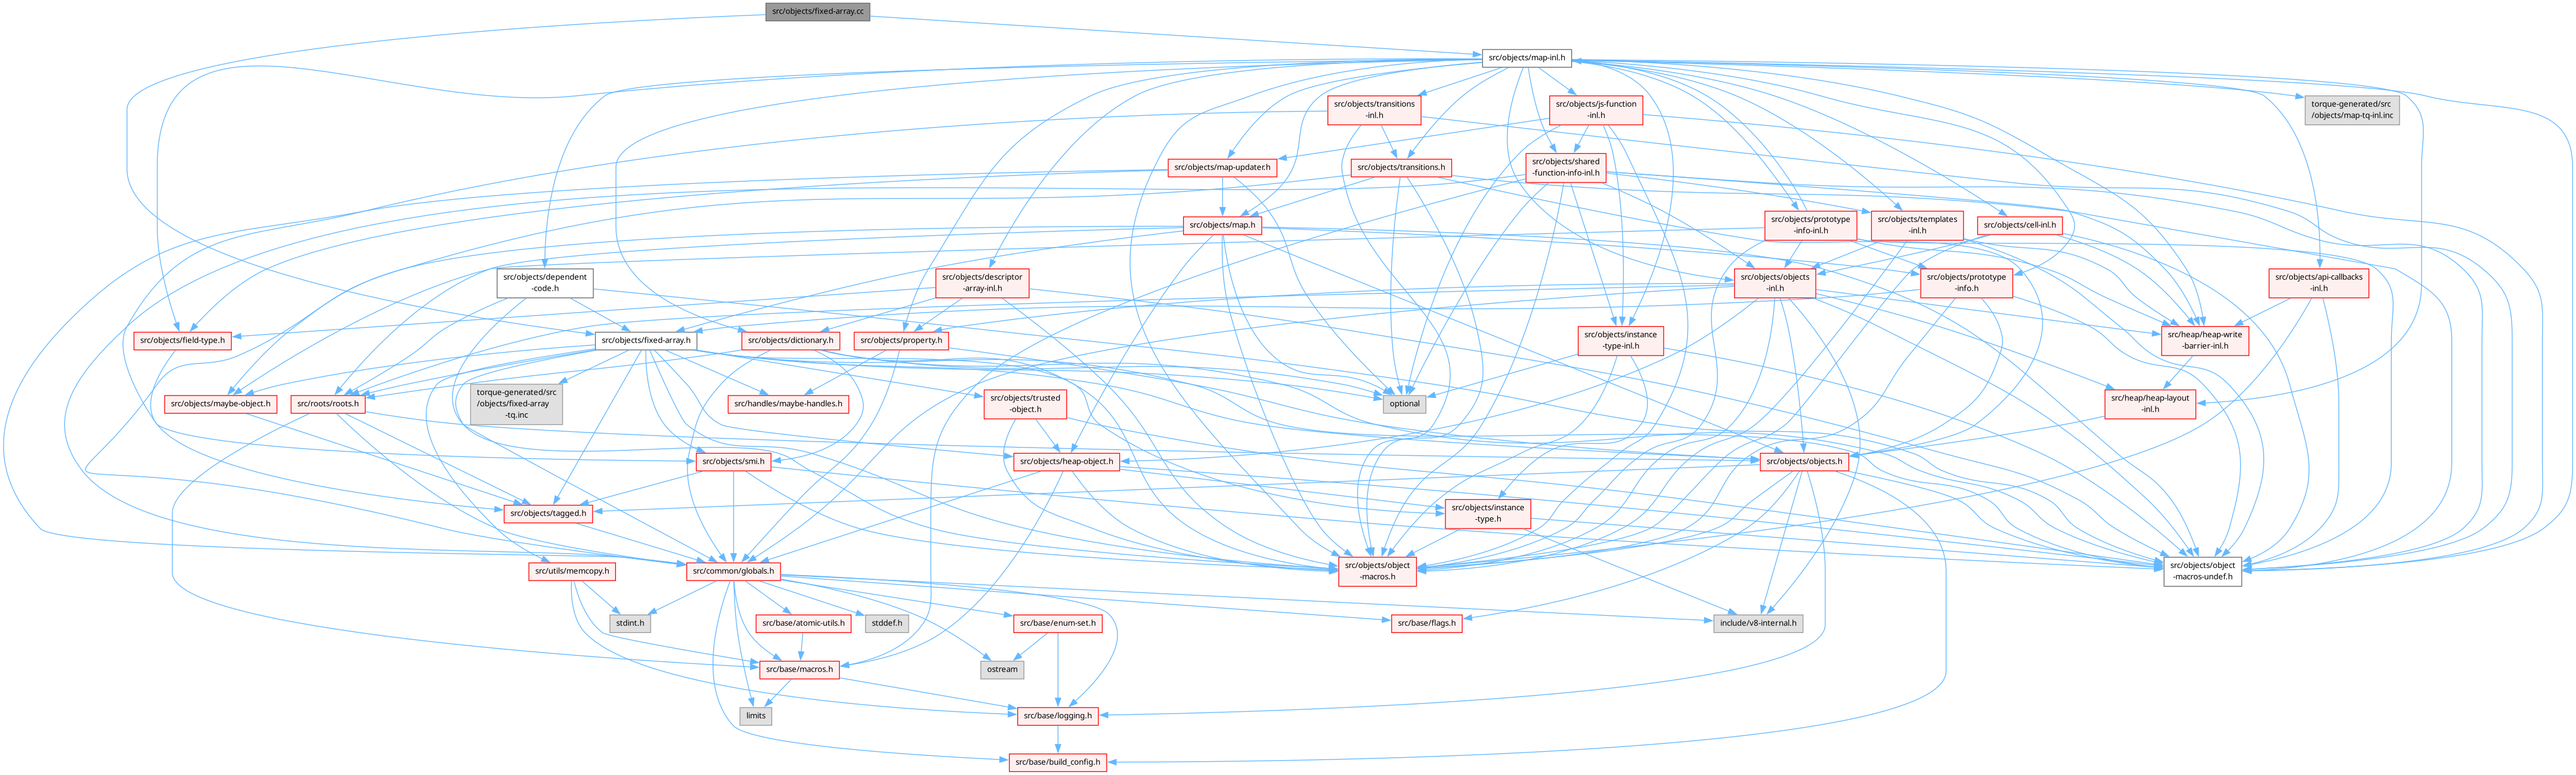 src/objects/fixed-array.cc
src/objects/map-inl.h
src/objects/transitions
-inl.h
src/objects/js-function
-inl.h
torque-generated/src
/objects/map-tq-inl.inc
src/objects/map-updater.h
src/objects/transitions.h
src/objects/shared
-function-info-inl.h
src/objects/map.h
src/objects/prototype
-info-inl.h
src/objects/templates
-inl.h
src/objects/cell-inl.h
src/objects/dependent
-code.h
src/objects/descriptor
-array-inl.h
src/objects/objects
-inl.h
src/objects/prototype
-info.h
src/objects/api-callbacks
-inl.h
src/objects/field-type.h
src/objects/fixed-array.h
src/objects/dictionary.h
src/objects/property.h
src/objects/instance
-type-inl.h
src/heap/heap-write
-barrier-inl.h
src/objects/maybe-object.h
src/roots/roots.h
torque-generated/src
/objects/fixed-array
-tq.inc
src/handles/maybe-handles.h
src/objects/trusted
-object.h
optional
src/heap/heap-layout
-inl.h
src/objects/smi.h
src/objects/heap-object.h
src/objects/objects.h
src/objects/tagged.h
src/objects/instance
-type.h
src/utils/memcopy.h
src/common/globals.h
src/objects/object
-macros.h
src/objects/object
-macros-undef.h
stdint.h
src/base/atomic-utils.h
stddef.h
src/base/enum-set.h
src/base/flags.h
include/v8-internal.h
src/base/macros.h
ostream
limits
src/base/logging.h
src/base/build_config.h